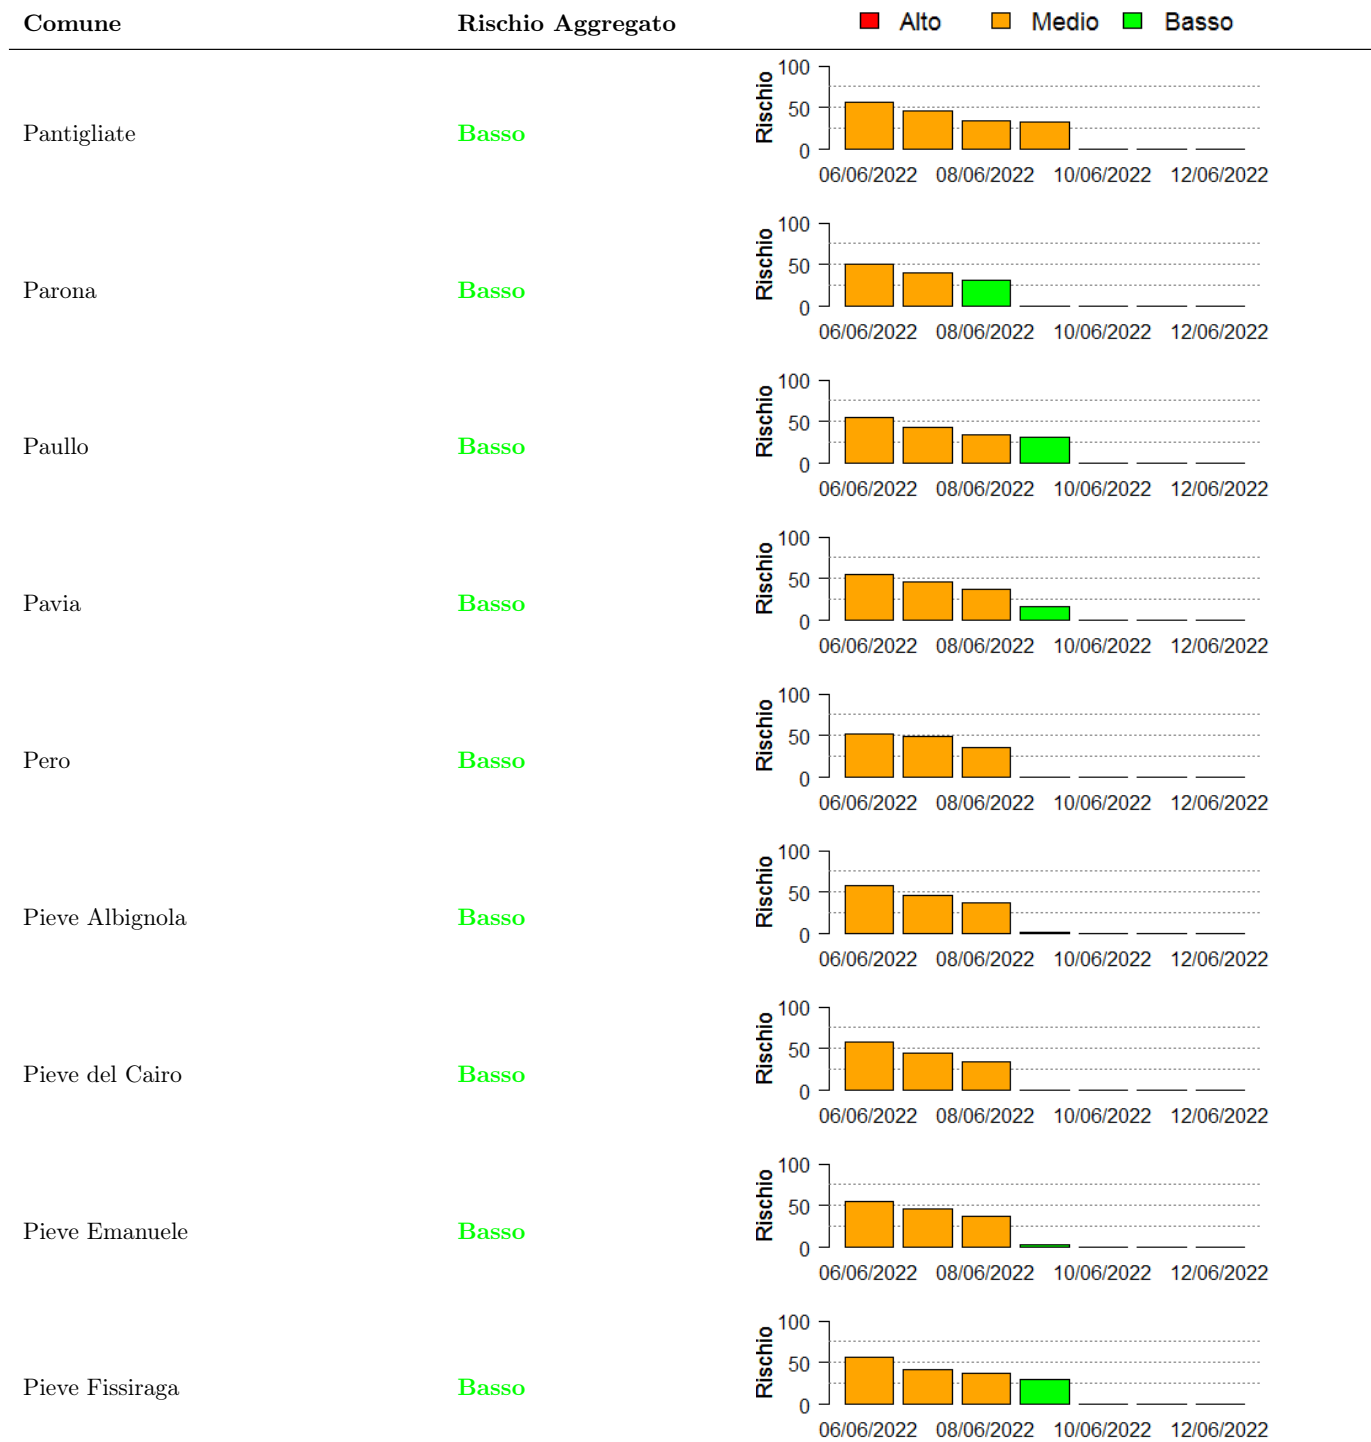 Comune Rischio Aggregato Alto Medio Basso
Pantigliate Basso Rischio 0 50 100
06/06/2022 08/06/2022 10/06/2022 12/06/2022
Parona Basso Rischio 0 50 100
06/06/2022 08/06/2022 10/06/2022 12/06/2022
Paullo Basso Rischio 0 50 100
06/06/2022 08/06/2022 10/06/2022 12/06/2022
Pavia Basso Rischio 0 50 100
06/06/2022 08/06/2022 10/06/2022 12/06/2022
Pero Basso Rischio 0 50 100
06/06/2022 08/06/2022 10/06/2022 12/06/2022
Pieve Albignola Basso Rischio 0 50 100
06/06/2022 08/06/2022 10/06/2022 12/06/2022
Pieve del Cairo Basso Rischio 0 50 100
06/06/2022 08/06/2022 10/06/2022 12/06/2022
Pieve Emanuele Basso Rischio 0 50 100
06/06/2022 08/06/2022 10/06/2022 12/06/2022
Pieve Fissiraga Basso Rischio 0 50 100
06/06/2022 08/06/2022 10/06/2022 12/06/2022